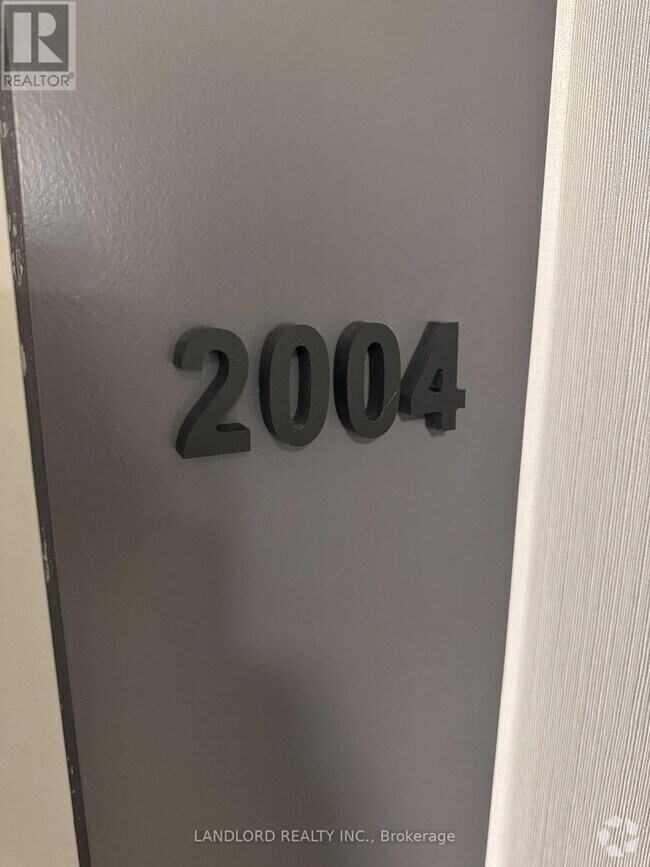 R
REALTOR®
2004
LANDLORD REALTY INC., Brokerage